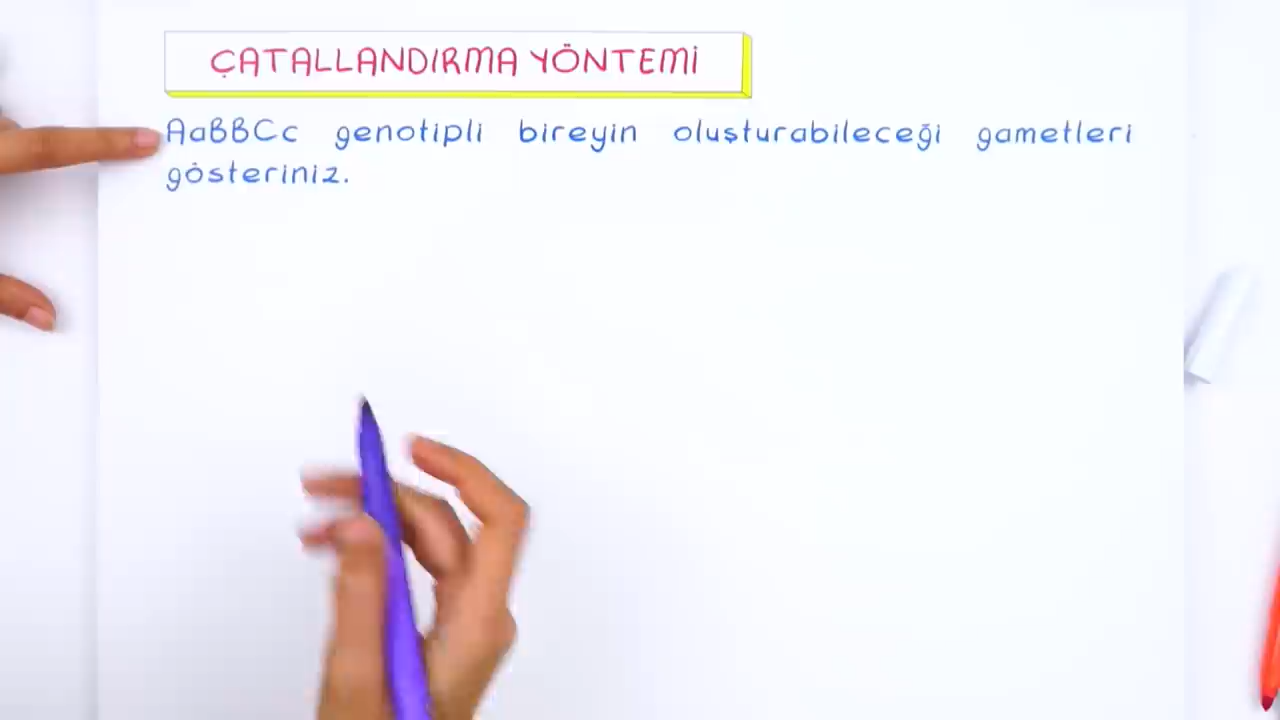 ÇATALLANDIRMA YÖNTEMİ
AaBBCc genotipli bireyin oluşturabileceği gametleri
gösteriniz.